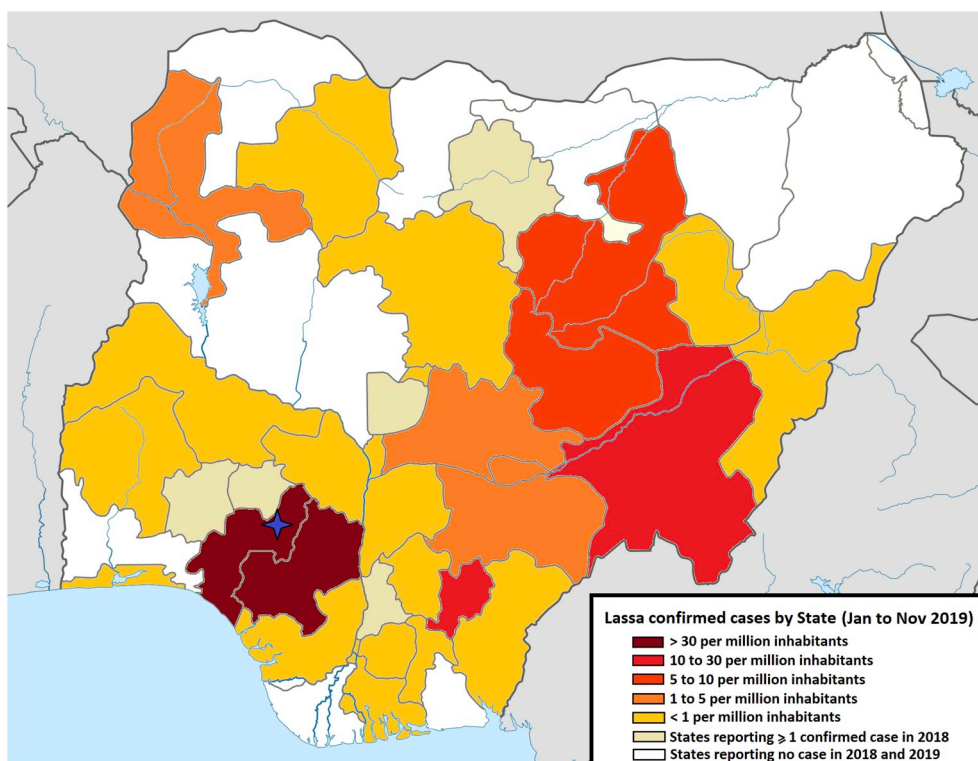 Lassa confirmed cases by State (Jan to Nov 2019)
> 30 per million inhabitants
10 to 30 per million inhabitants
5 to 10 per million inhabitants
1 to 5 per million inhabitants
< 1 per million inhabitants
States reporting ⩾ 1 confirmed case in 2018
States reporting no case in 2018 and 2019